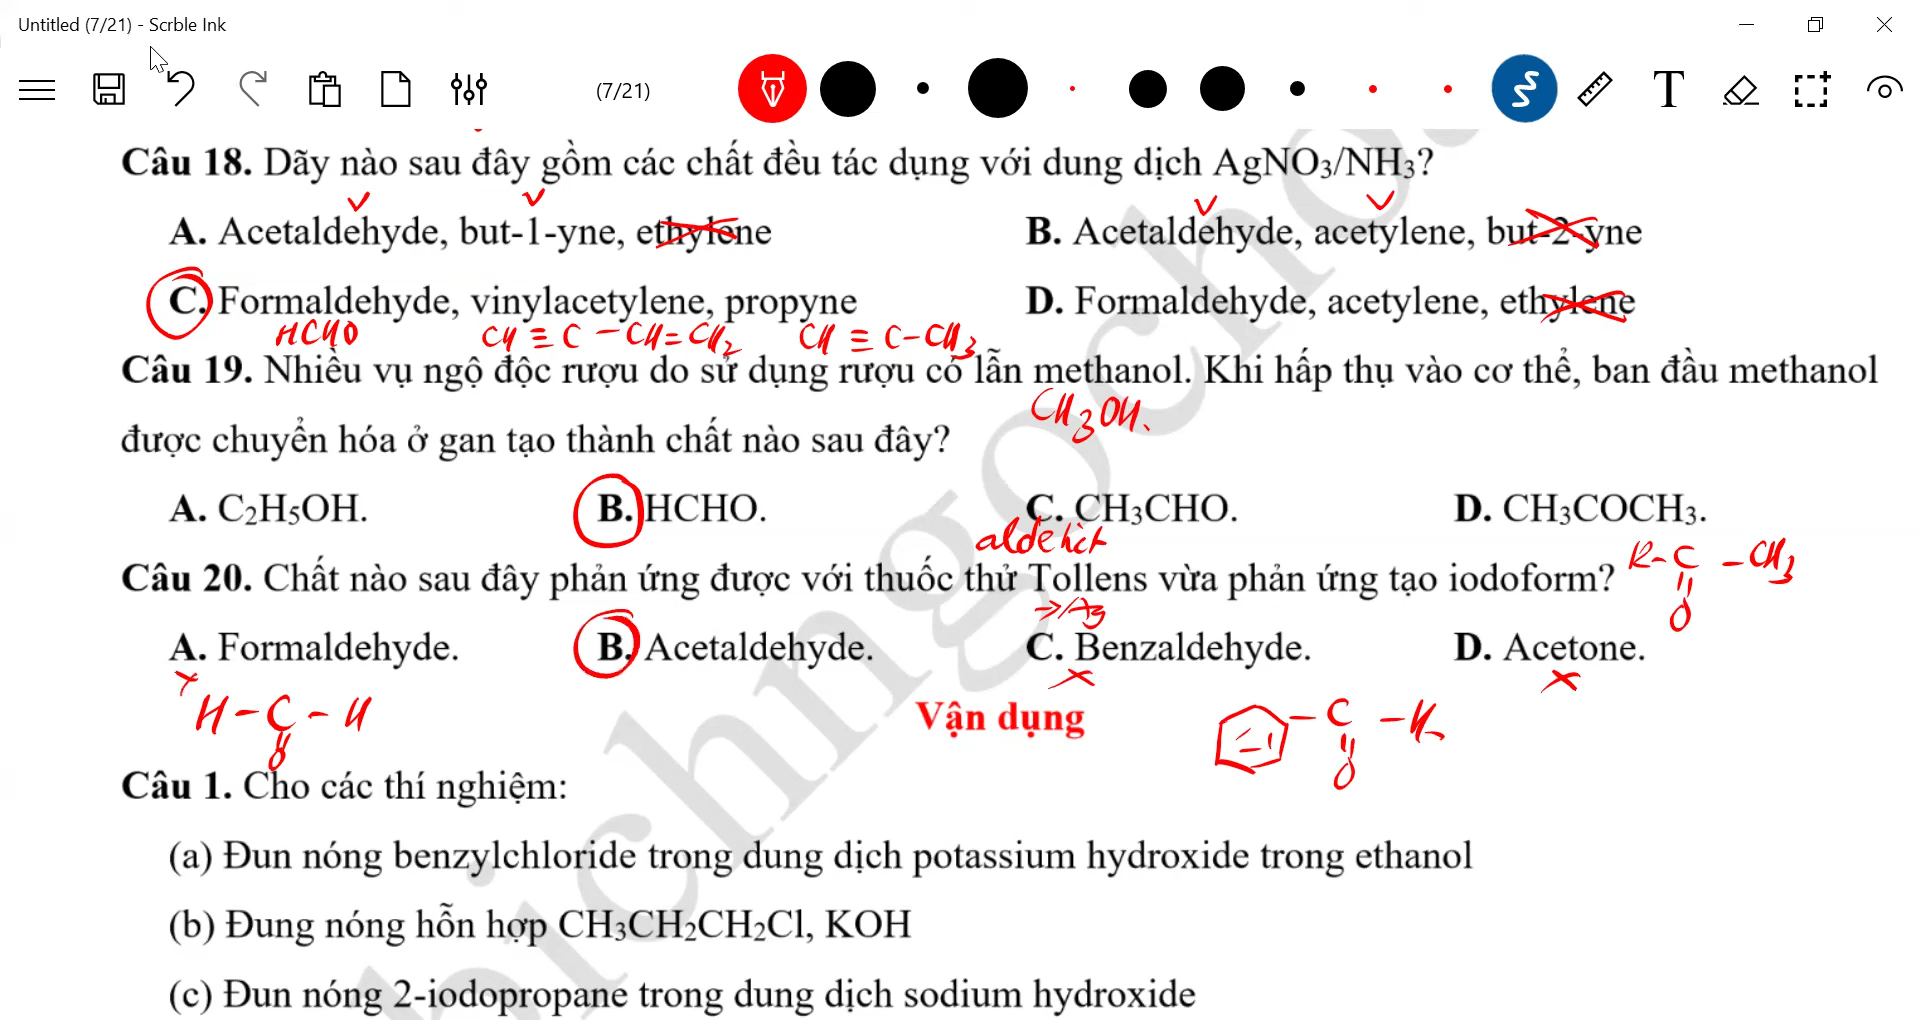 Untitled (7/21) - Scrble Ink
(7/21)
Câu 18. Dãy nào sau đây gồm các chất đều tác dụng với dung dịch AgNO₃/NH₃?
A. Acetaldehyde, but-1-yne, ethylene
B. Acetaldehyde, acetylene, but-2-yne
C. Formaldehyde, vinylacetylene, propyne
D. Formaldehyde, acetylene, ethylene
HCHO
CH≡C-CH=CH₂
CH≡C-CH₃
Câu 19. Nhiều vụ ngộ độc rượu do sử dụng rượu có lẫn methanol. Khi hấp thụ vào cơ thể, ban đầu methanol
CH₃OH.
được chuyển hóa ở gan tạo thành chất nào sau đây?
A. C₂H₅OH.
B. HCHO.
C. CH₃CHO.
D. CH₃COCH₃.
Câu 20. Chất nào sau đây phản ứng được với thuốc thử Tollens vừa phản ứng tạo iodoform?
R-C-CH₃
O
→Ag
A. Formaldehyde.
B. Acetaldehyde.
C. Benzaldehyde.
D. Acetone.
H-C-H
O
Vận dụng
-C-H
O
Câu 1. Cho các thí nghiệm:
(a) Đun nóng benzylchloride trong dung dịch potassium hydroxide trong ethanol
(b) Đung nóng hỗn hợp CH₃CH₂CH₂Cl, KOH
(c) Đun nóng 2-iodopropane trong dung dịch sodium hydroxide